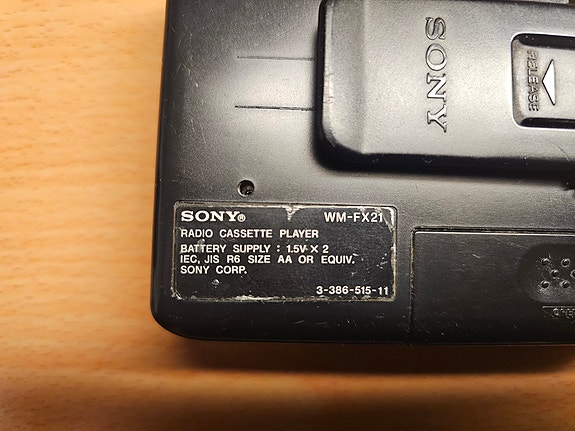 SONY
RELEASE
SONY® WM-FX21
RADIO CASSETTE PLAYER
BATTERY SUPPLY : 1.5V × 2
IEC, JIS R6 SIZE AA OR EQUIV.
SONY CORP.
3-386-515-11